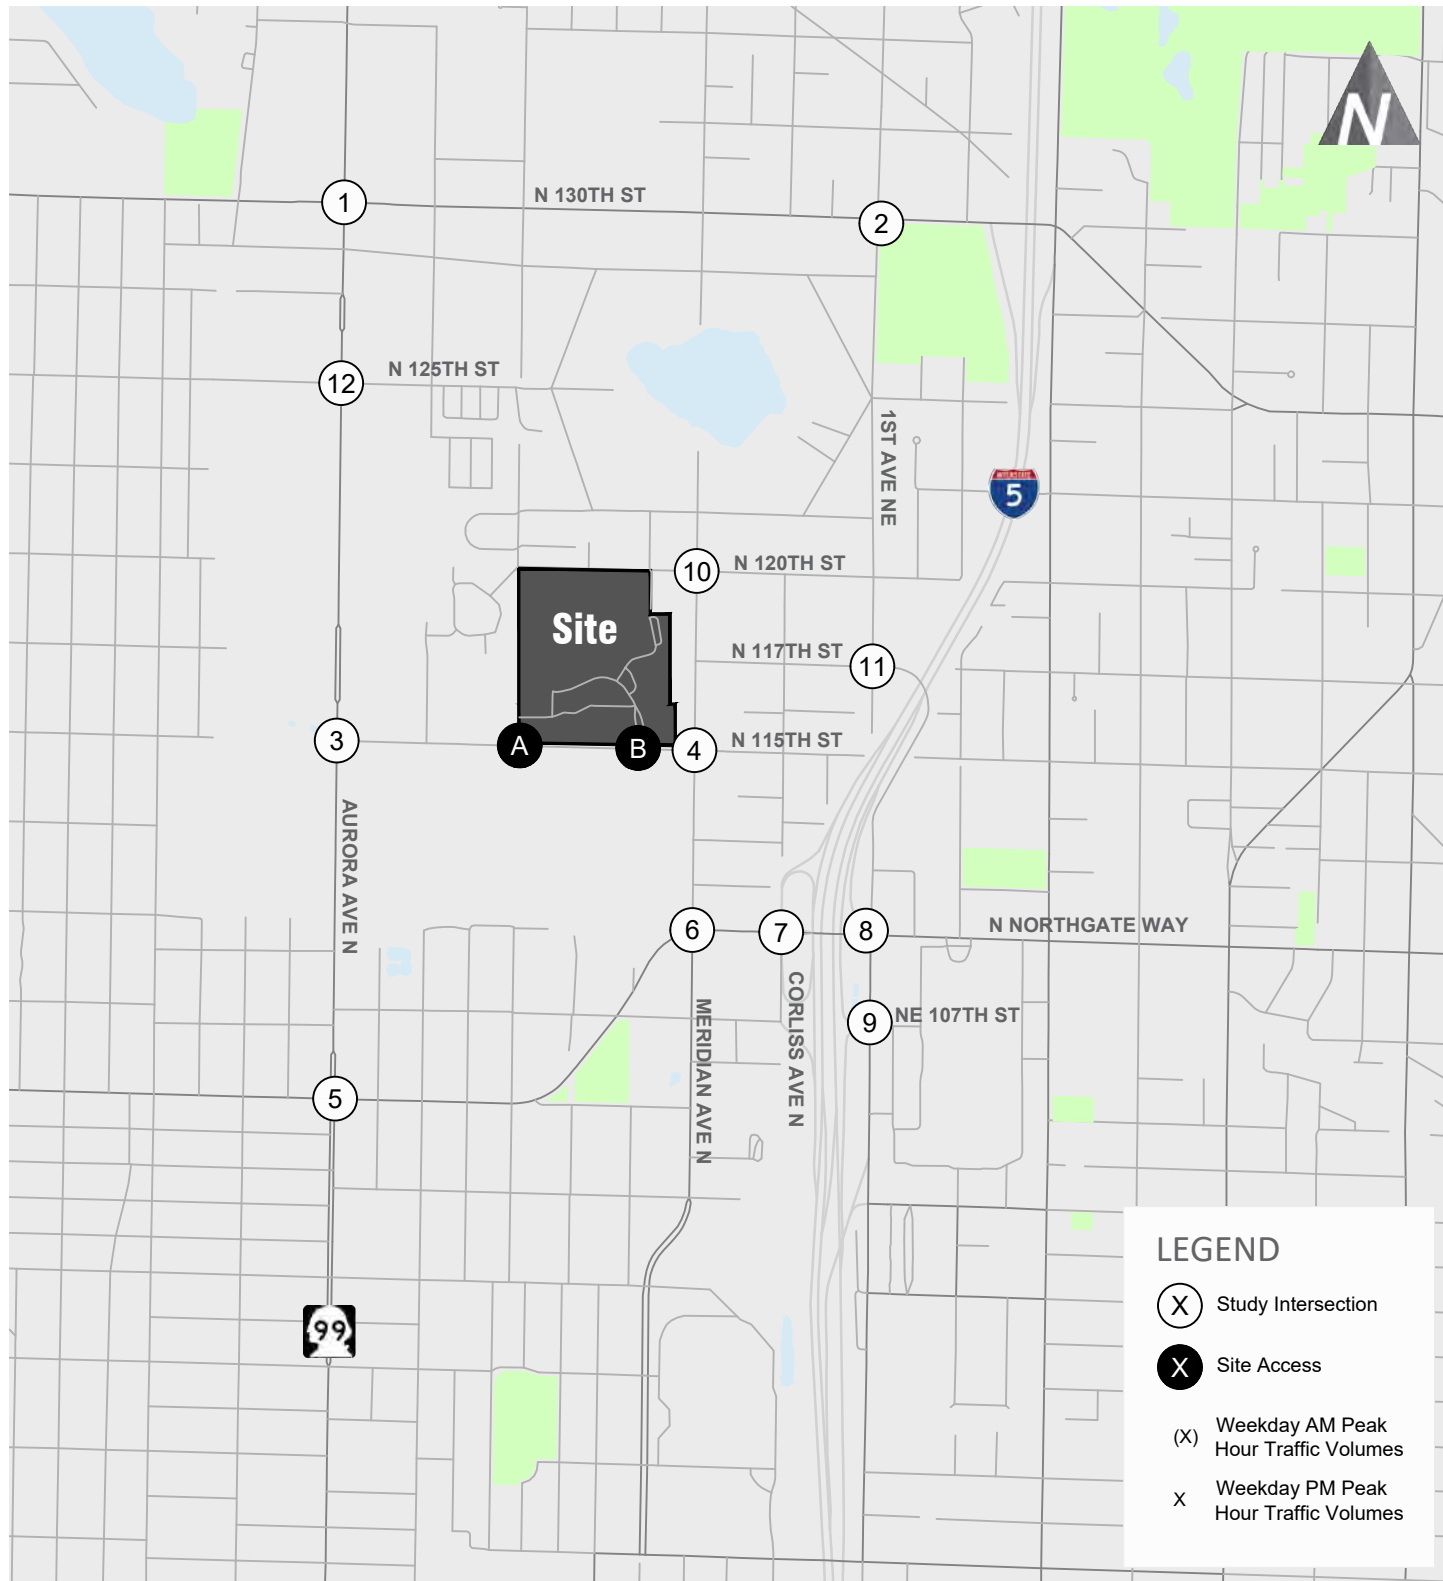 N
1
N 130TH ST
2
12
N 125TH ST
1ST AVE NE
INTERSTATE
5
10
N 120TH ST
Site
N 117TH ST
11
3
A
B
4
N 115TH ST
AURORA AVE N
6
7
8
N NORTHGATE WAY
CORLISS AVE N
MERIDIAN AVE N
9
NE 107TH ST
5
99
LEGEND
X Study Intersection
X Site Access
(X) Weekday AM Peak
Hour Traffic Volumes
X Weekday PM Peak
Hour Traffic Volumes